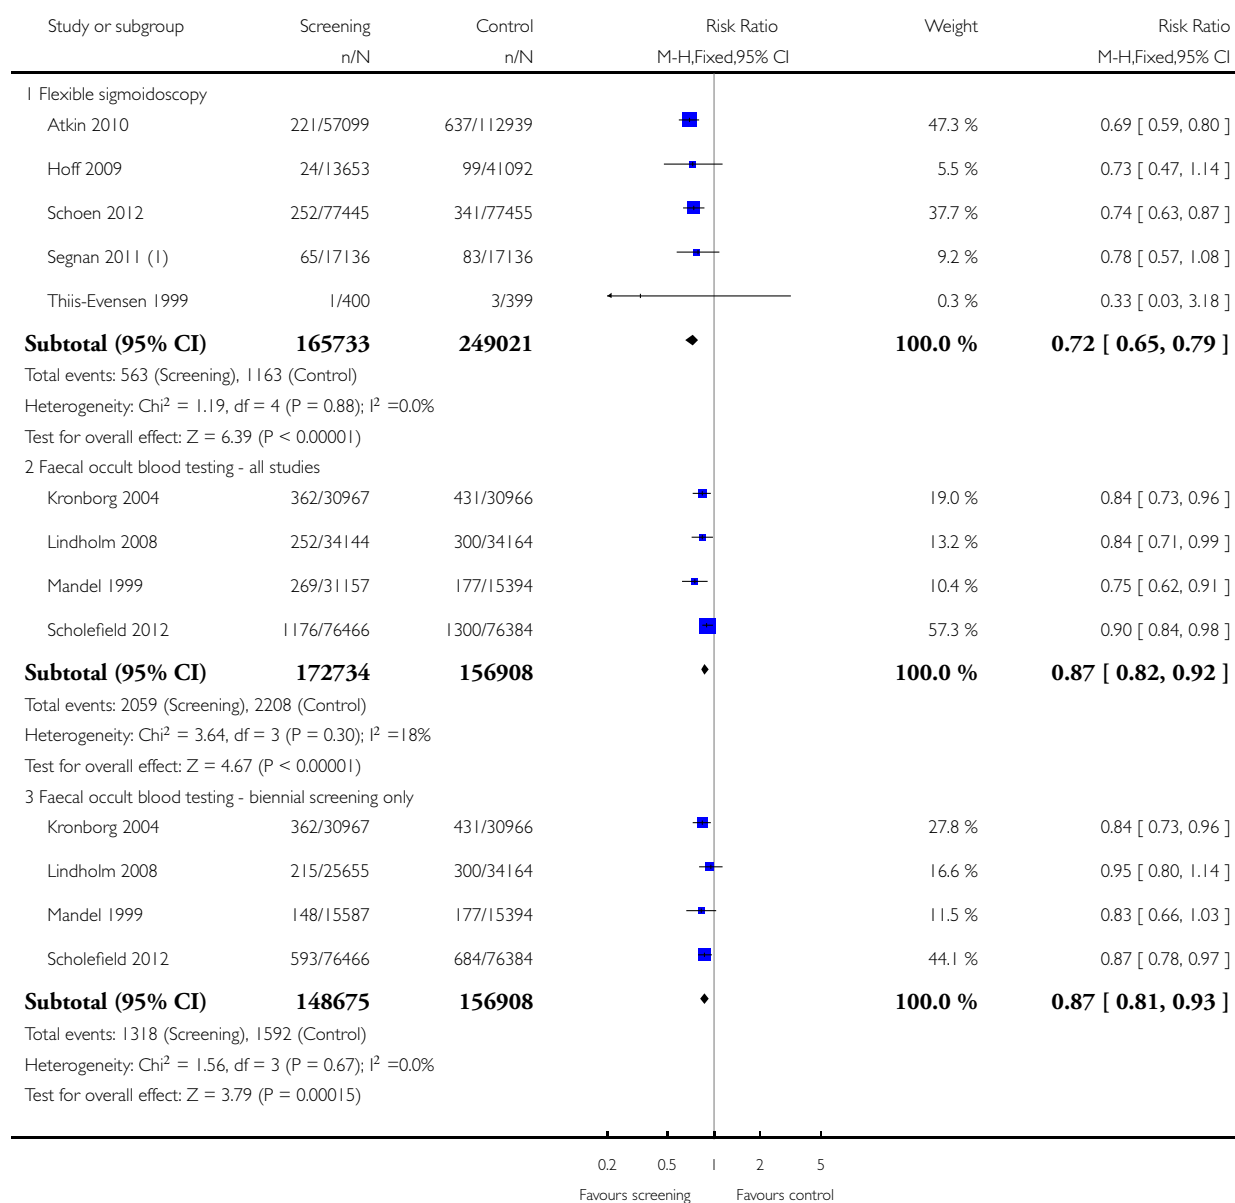 Study or subgroup Screening Control Risk Ratio Weight Risk Ratio
n/N n/N M-H,Fixed,95% CI M-H,Fixed,95% CI
1 Flexible sigmoidoscopy
Atkin 2010 221/57099 637/112939 47.3 % 0.69 [ 0.59, 0.80 ]
Hoff 2009 24/13653 99/41092 5.5 % 0.73 [ 0.47, 1.14 ]
Schoen 2012 252/77445 341/77455 37.7 % 0.74 [ 0.63, 0.87 ]
Segnan 2011 (1) 65/17136 83/17136 9.2 % 0.78 [ 0.57, 1.08 ]
Thiis-Evensen 1999 1/400 3/399 0.3 % 0.33 [ 0.03, 3.18 ]
Subtotal (95% CI) 165733 249021 100.0 % 0.72 [ 0.65, 0.79 ]
Total events: 563 (Screening), 1163 (Control)
Heterogeneity: Chi² = 1.19, df = 4 (P = 0.88); I² =0.0%
Test for overall effect: Z = 6.39 (P < 0.00001)
2 Faecal occult blood testing - all studies
Kronborg 2004 362/30967 431/30966 19.0 % 0.84 [ 0.73, 0.96 ]
Lindholm 2008 252/34144 300/34164 13.2 % 0.84 [ 0.71, 0.99 ]
Mandel 1999 269/31157 177/15394 10.4 % 0.75 [ 0.62, 0.91 ]
Scholefield 2012 1176/76466 1300/76384 57.3 % 0.90 [ 0.84, 0.98 ]
Subtotal (95% CI) 172734 156908 100.0 % 0.87 [ 0.82, 0.92 ]
Total events: 2059 (Screening), 2208 (Control)
Heterogeneity: Chi² = 3.64, df = 3 (P = 0.30); I² =18%
Test for overall effect: Z = 4.67 (P < 0.00001)
3 Faecal occult blood testing - biennial screening only
Kronborg 2004 362/30967 431/30966 27.8 % 0.84 [ 0.73, 0.96 ]
Lindholm 2008 215/25655 300/34164 16.6 % 0.95 [ 0.80, 1.14 ]
Mandel 1999 148/15587 177/15394 11.5 % 0.83 [ 0.66, 1.03 ]
Scholefield 2012 593/76466 684/76384 44.1 % 0.87 [ 0.78, 0.97 ]
Subtotal (95% CI) 148675 156908 100.0 % 0.87 [ 0.81, 0.93 ]
Total events: 1318 (Screening), 1592 (Control)
Heterogeneity: Chi² = 1.56, df = 3 (P = 0.67); I² =0.0%
Test for overall effect: Z = 3.79 (P = 0.00015)
0.2 0.5 1 2 5
Favours screening Favours control